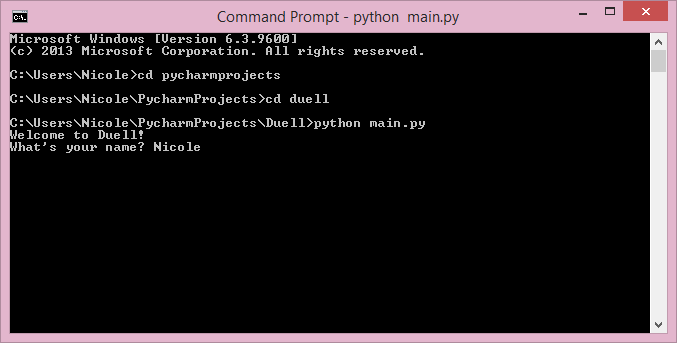 Command Prompt - python  main.py
Microsoft Windows [Version 6.3.9600]
(c) 2013 Microsoft Corporation. All rights reserved.
C:\Users\Nicole>cd pycharmprojects
C:\Users\Nicole\PycharmProjects>cd duell
C:\Users\Nicole\PycharmProjects\Duell>python main.py
Welcome to Duell!
What's your name? Nicole